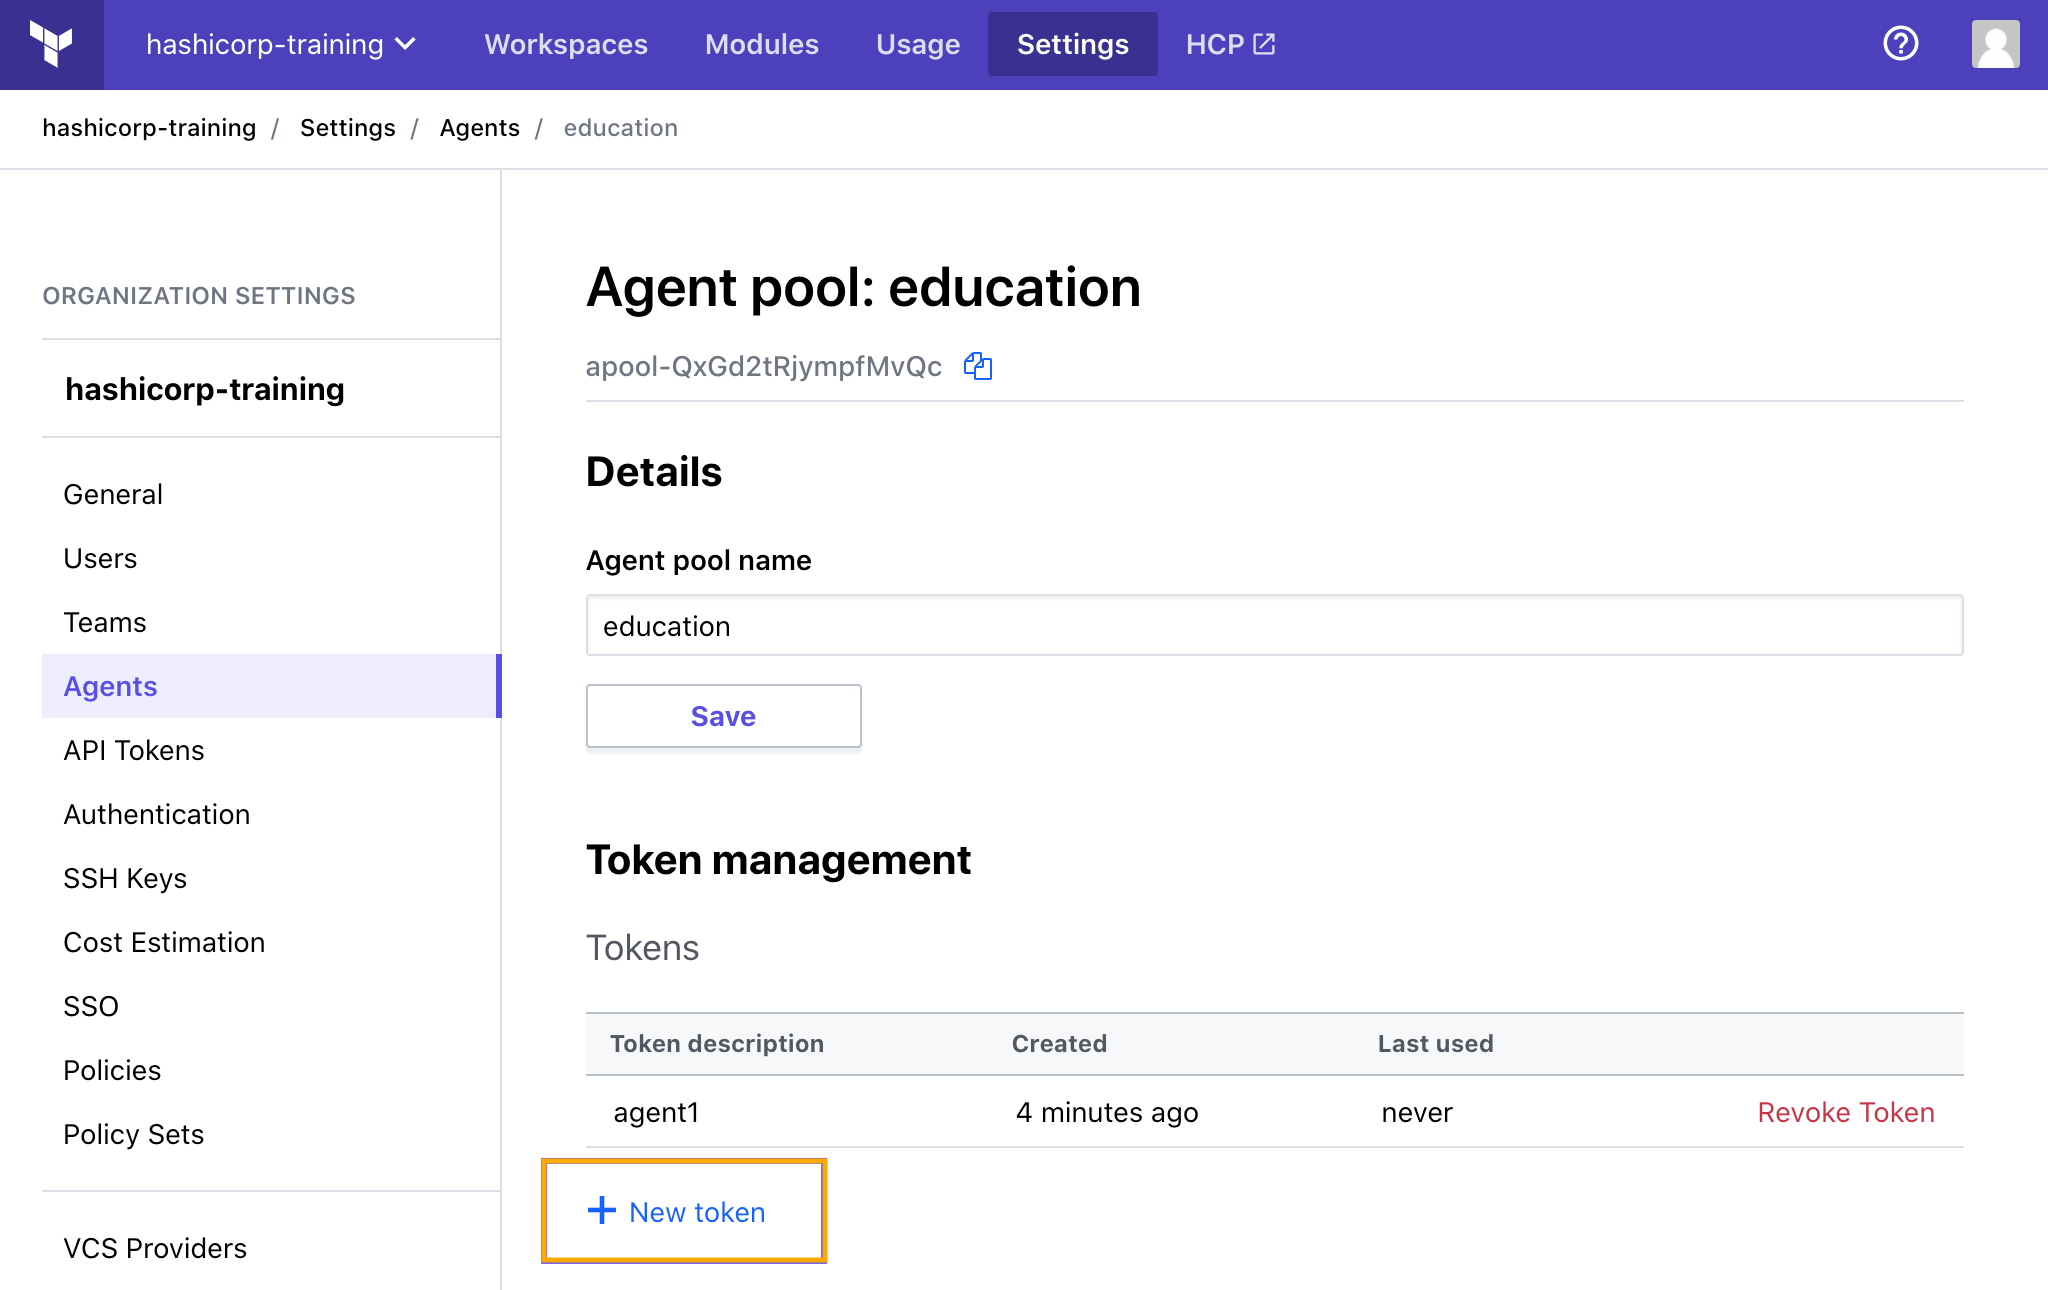 hashicorp-training Workspaces Modules Usage Settings HCP
hashicorp-training / Settings / Agents / education
ORGANIZATION SETTINGS
hashicorp-training
General
Users
Teams
Agents
API Tokens
Authentication
SSH Keys
Cost Estimation
SSO
Policies
Policy Sets
VCS Providers
Agent pool: education
apool-QxGd2tRjympfMvQc
Details
Agent pool name
education
Save
Token management
Tokens
Token description Created Last used
agent1 4 minutes ago never Revoke Token
+ New token